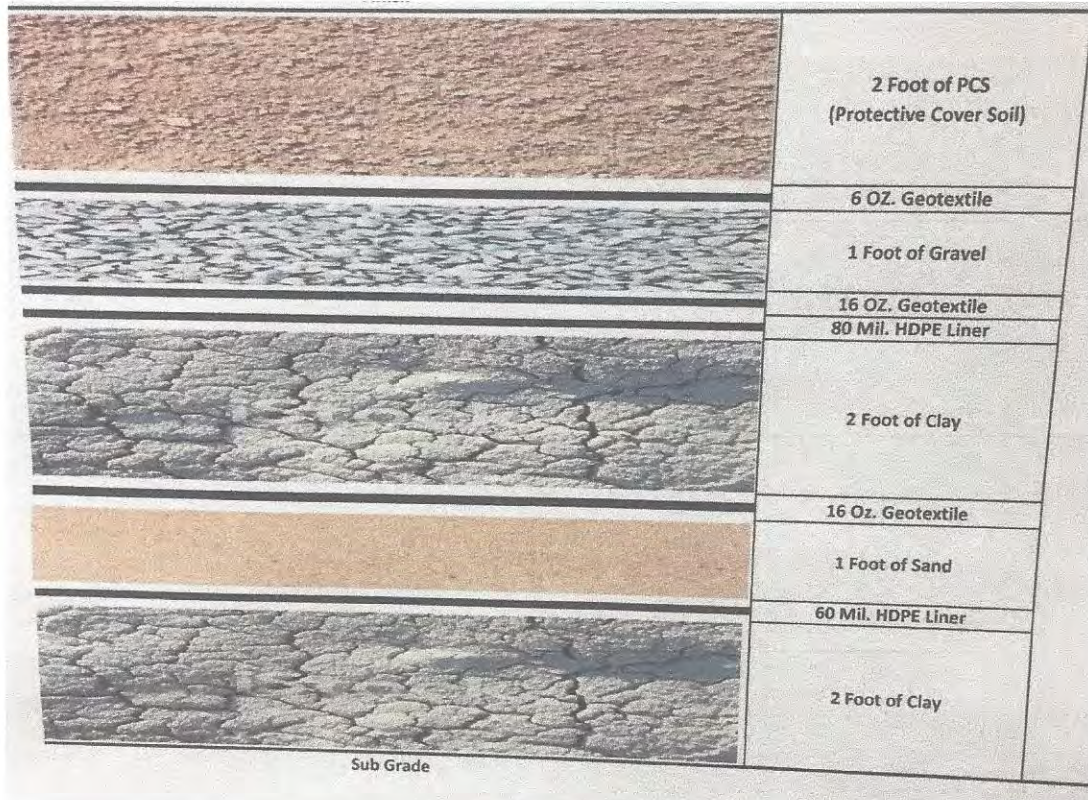 2 Foot of PCS
(Protective Cover Soil)
6 OZ. Geotextile
1 Foot of Gravel
16 OZ. Geotextile
80 Mil. HDPE Liner
2 Foot of Clay
16 Oz. Geotextile
1 Foot of Sand
60 Mil. HDPE Liner
2 Foot of Clay
Sub Grade